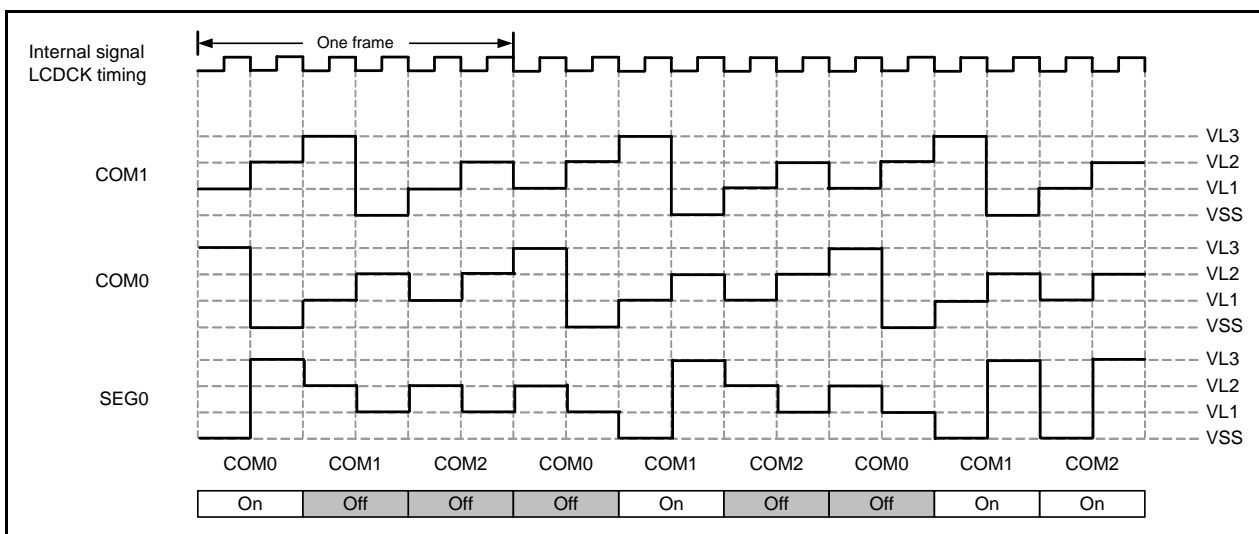 One frame
Internal signal
LCDCK timing
VL3
VL2
COM1
VL1
VSS
VL3
COM0
VL2
VL1
VSS
VL3
SEG0
VL2
VL1
VSS
COM0 COM1 COM2 COM0 COM1 COM2 COM0 COM1 COM2
On Off Off Off On Off Off On On